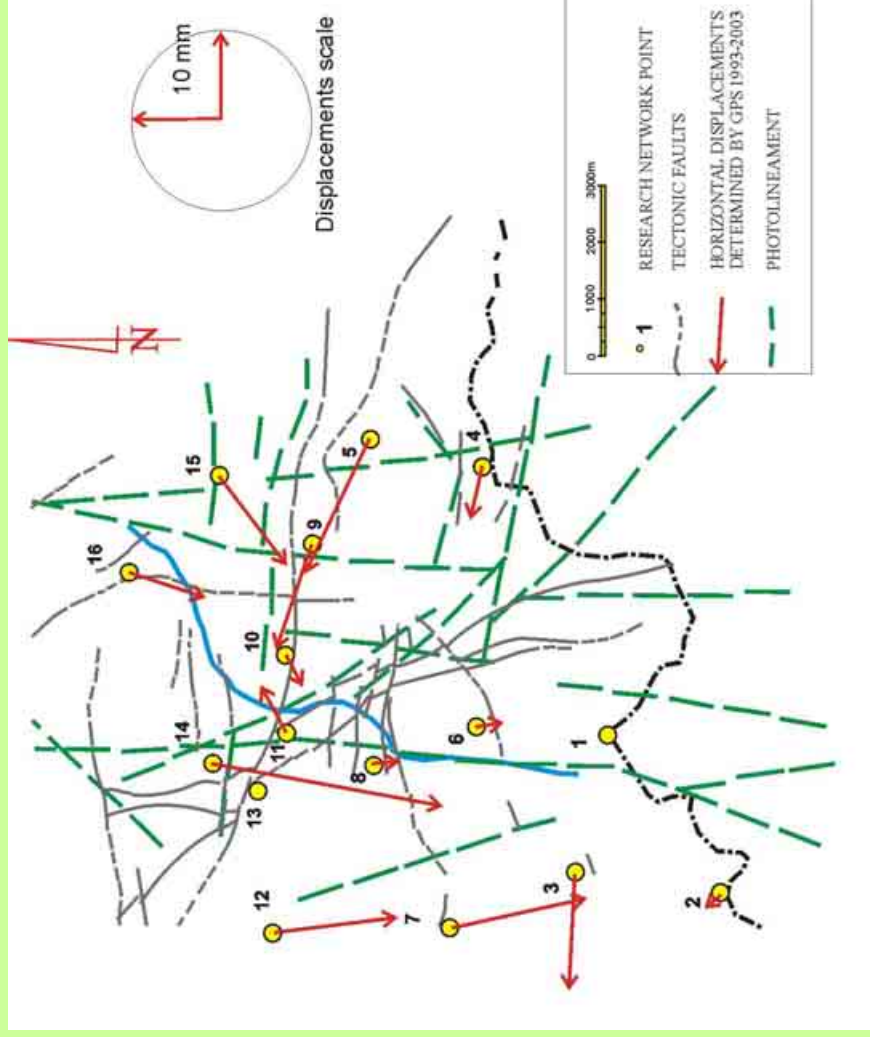 10 mm
Displacements scale
N
16
15
14
13
12
11
10
9
8
7
6
5
4
3
2
1
0 1000 2000 3000m
1 RESEARCH NETWORK POINT
TECTONIC FAULTS
HORIZONTAL DISPLACEMENTS
DETERMINED BY GPS 1993-2003
PHOTOLINEAMENT